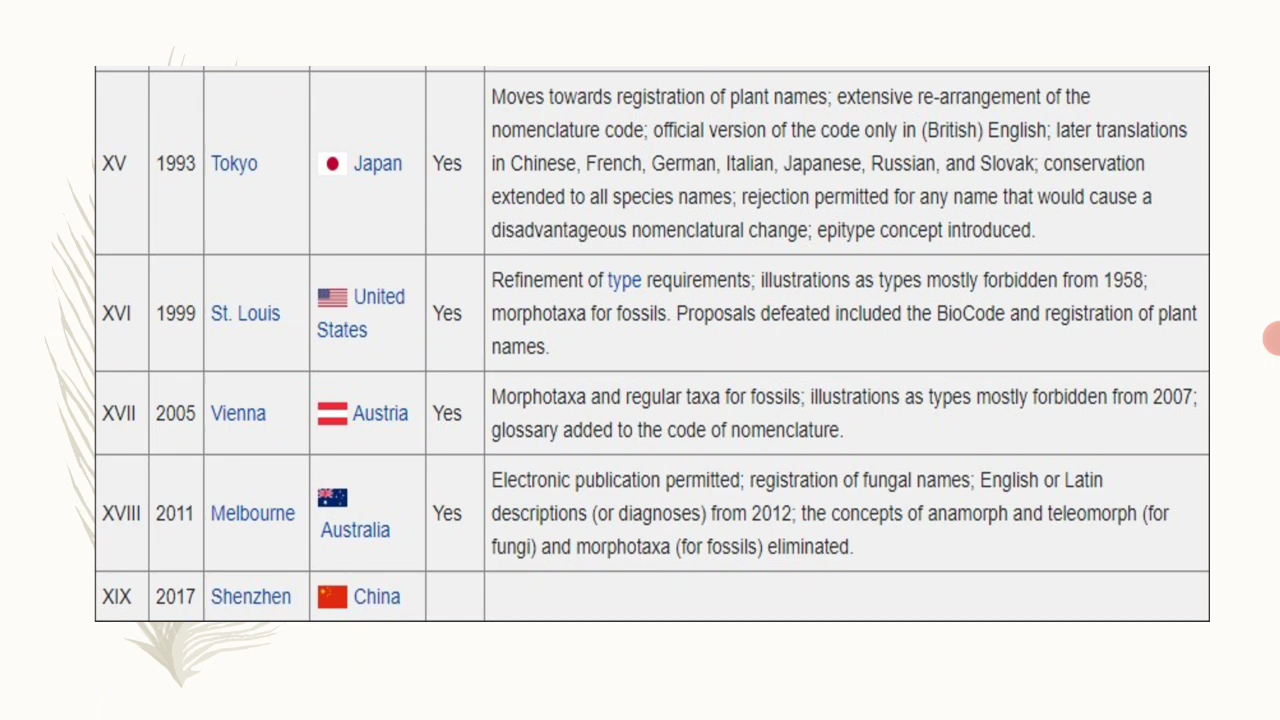 XV 1993 Tokyo Japan Yes
Moves towards registration of plant names; extensive re-arrangement of the
nomenclature code; official version of the code only in (British) English; later translations
in Chinese, French, German, Italian, Japanese, Russian, and Slovak; conservation
extended to all species names; rejection permitted for any name that would cause a
disadvantageous nomenclatural change; epitype concept introduced.
XVI 1999 St. Louis United
States
Yes
Refinement of type requirements; illustrations as types mostly forbidden from 1958;
morphotaxa for fossils. Proposals defeated included the BioCode and registration of plant
names.
XVII 2005 Vienna Austria Yes
Morphotaxa and regular taxa for fossils; illustrations as types mostly forbidden from 2007;
glossary added to the code of nomenclature.
XVIII 2011 Melbourne
Australia
Yes
Electronic publication permitted; registration of fungal names; English or Latin
descriptions (or diagnoses) from 2012; the concepts of anamorph and teleomorph (for
fungi) and morphotaxa (for fossils) eliminated.
XIX 2017 Shenzhen China